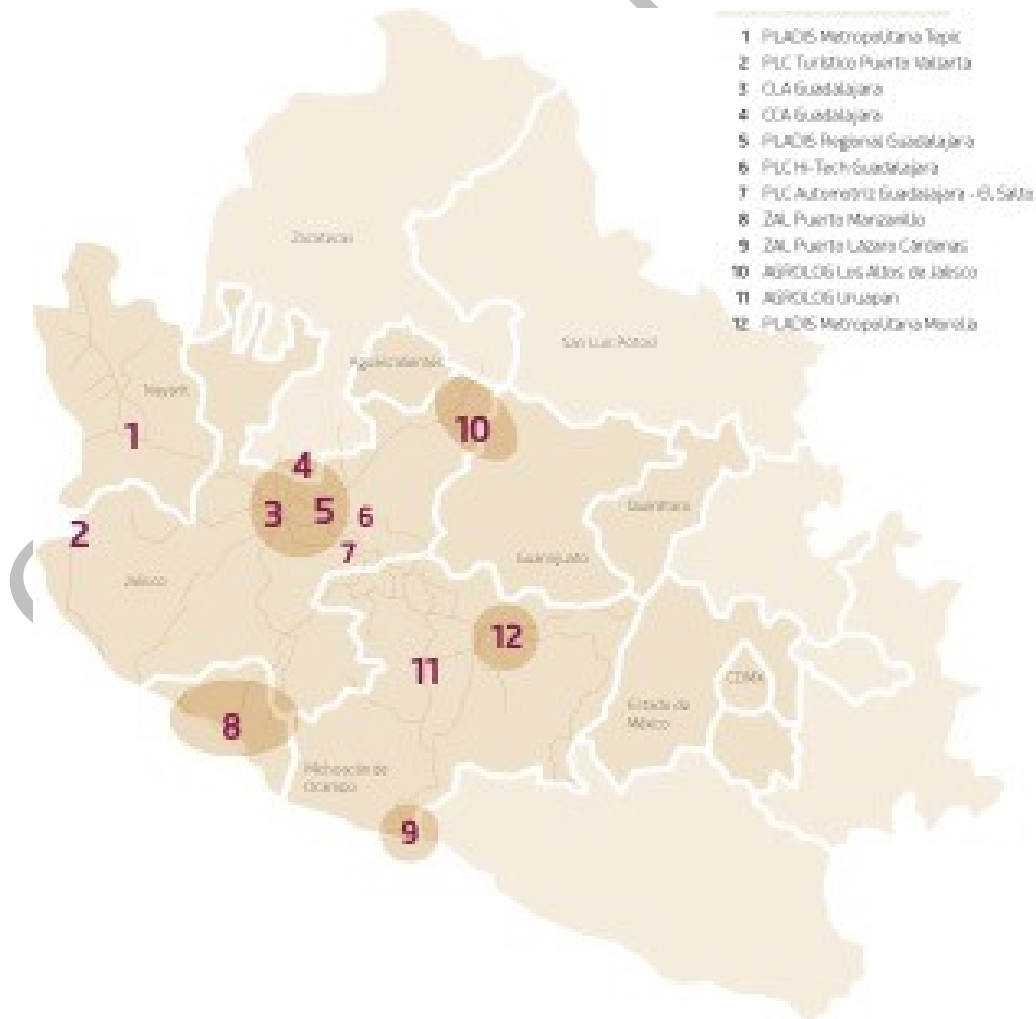 1 PLADIS Metropolitana Tepic
2 PLC Turístico Puerto Vallarta
3 CLA Guadalajara
4 CCA Guadalajara
5 PLADIS Regional Guadalajara
6 PLC Hi-Tech Guadalajara
7 PLC Automotriz Guadalajara - El Salto
8 ZAL Puerto Manzanillo
9 ZAL Puerto Lázaro Cárdenas
10 AGROLOG Los Altos de Jalisco
11 AGROLOG Uruapan
12 PLADIS Metropolitana Morelia
Zacatecas
San Luis Potosí
Aguascalientes
Nayarit
10
1
4
3
5
6
Querétaro
2
7
Guanajuato
Jalisco
12
11
CDMX
8
Estado de
México
Michoacán de
Ocampo
9